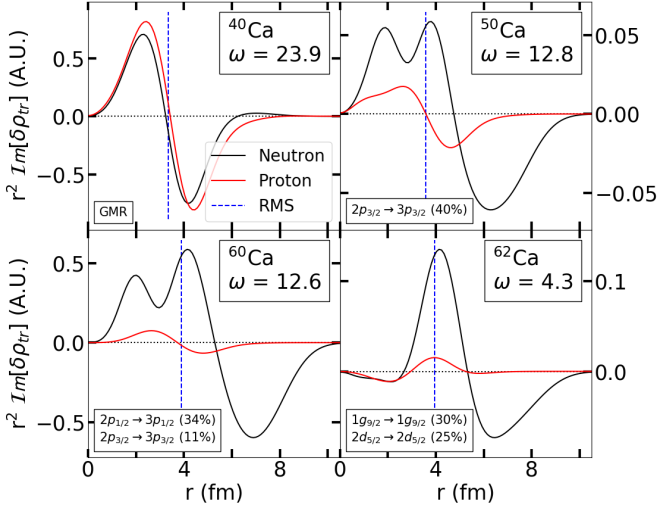 r² Im[δρtr] (A.U.)
0.5
0.0
−0.5
⁴⁰Ca
ω = 23.9
Neutron
Proton
RMS
GMR
⁵⁰Ca
ω = 12.8
0.05
0.00
−0.05
2p3/2→3p3/2 (40%)
r² Im[δρtr] (A.U.)
0.5
0.0
−0.5
⁶⁰Ca
ω = 12.6
2p1/2→3p1/2 (34%)
2p3/2→3p3/2 (11%)
0 4 8
r (fm)
⁶²Ca
ω = 4.3
0.1
0.0
1g9/2→1g9/2 (30%)
2d5/2→2d5/2 (25%)
0 4 8
r (fm)